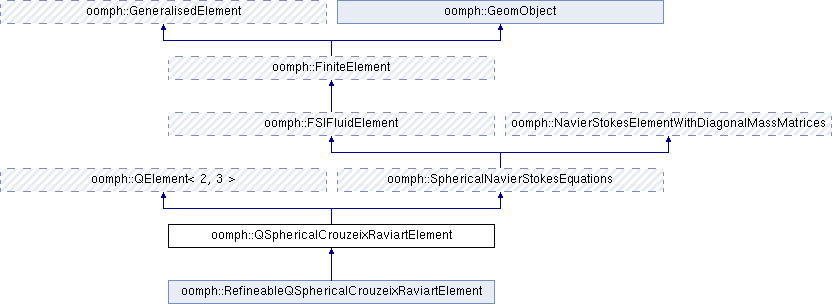 oomph::GeneralisedElement
oomph::GeomObject
oomph::FiniteElement
oomph::FSIFluidElement
oomph::NavierStokesElementWithDiagonalMassMatrices
oomph::QElement< 2, 3 >
oomph::SphericalNavierStokesEquations
oomph::QSphericalCrouzeixRaviartElement
oomph::RefineableQSphericalCrouzeixRaviartElement